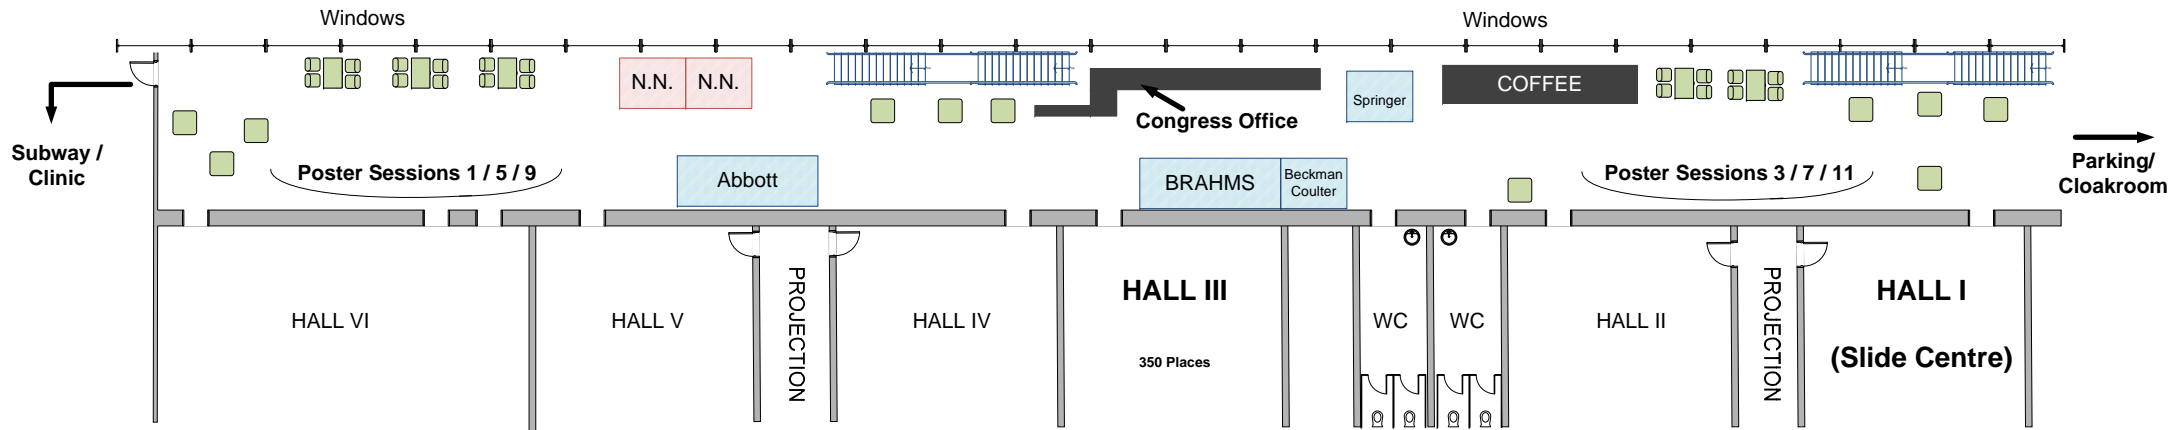 Windows
Windows
N.N.
N.N.
COFFEE
Springer
Congress Office
Subway /
Clinic
Poster Sessions 1 / 5 / 9
Abbott
BRAHMS
Beckman
Coulter
Poster Sessions 3 / 7 / 11
Parking/
Cloakroom
HALL VI
HALL V
PROJECTION
HALL IV
HALL III
350 Places
WC
WC
HALL II
PROJECTION
HALL I
(Slide Centre)